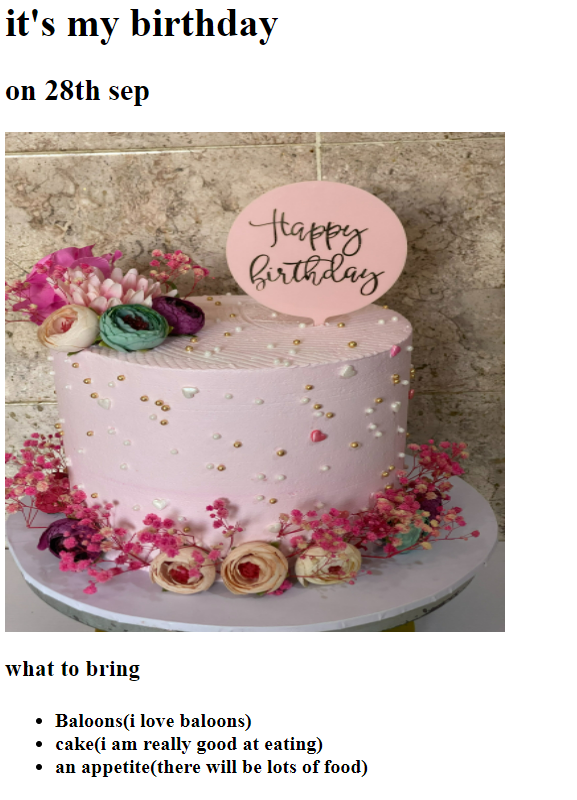 it's my birthday
on 28th sep
Happy
birthday
what to bring
Baloons(i love baloons)
cake(i am really good at eating)
an appetite(there will be lots of food)